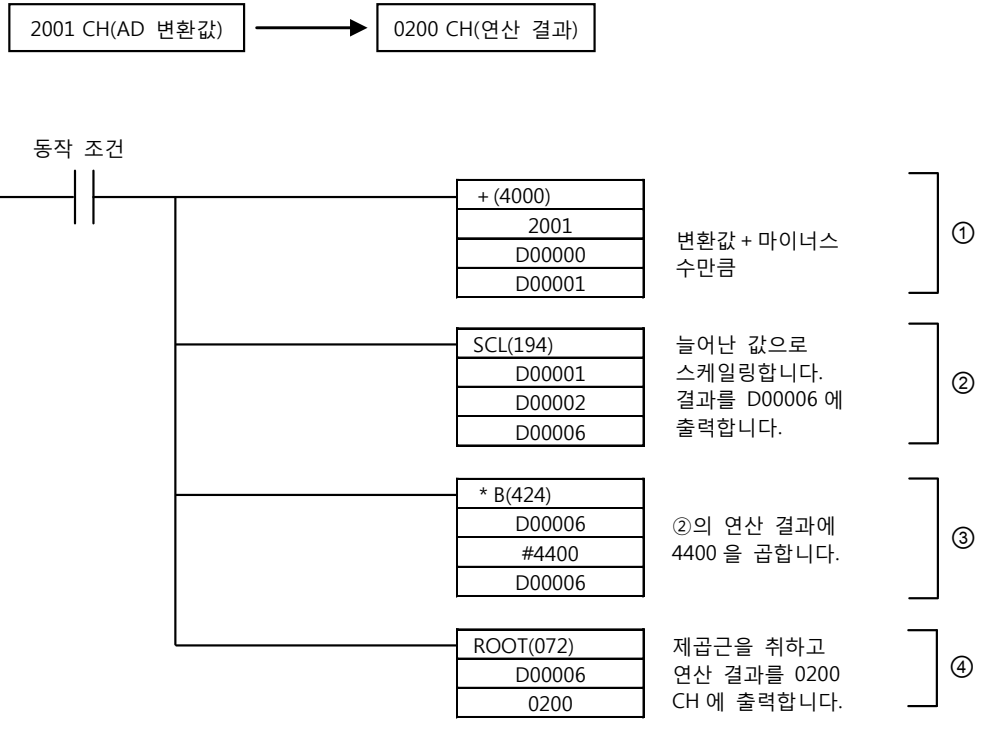 2001 CH(AD 변환값)
0200 CH(연산 결과)
동작 조건
+ (4000)
2001
D00000
D00001
변환값 + 마이너스
수만큼
①
SCL(194)
D00001
D00002
D00006
늘어난 값으로
스케일링합니다.
결과를 D00006 에
출력합니다.
②
* B(424)
D00006
#4400
D00006
②의 연산 결과에
4400 을 곱합니다.
③
ROOT(072)
D00006
0200
제곱근을 취하고
연산 결과를 0200
CH 에 출력합니다.
④